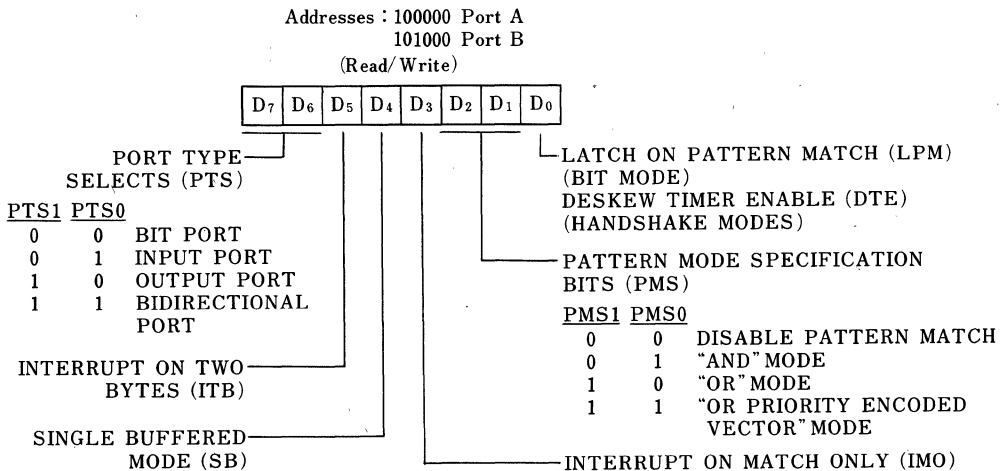 Addresses : 100000 Port A
101000 Port B
(Read/Write)
D7 D6 D5 D4 D3 D2 D1 D0
PORT TYPE
SELECTS (PTS)
PTS1 PTS0
0 0 BIT PORT
0 1 INPUT PORT
1 0 OUTPUT PORT
1 1 BIDIRECTIONAL
PORT
INTERRUPT ON TWO
BYTES (ITB)
SINGLE BUFFERED
MODE (SB)
LATCH ON PATTERN MATCH (LPM)
(BIT MODE)
DESKEW TIMER ENABLE (DTE)
(HANDSHAKE MODES)
PATTERN MODE SPECIFICATION
BITS (PMS)
PMS1 PMS0
0 0 DISABLE PATTERN MATCH
0 1 “AND” MODE
1 0 “OR” MODE
1 1 “OR PRIORITY ENCODED
VECTOR” MODE
INTERRUPT ON MATCH ONLY (IMO)